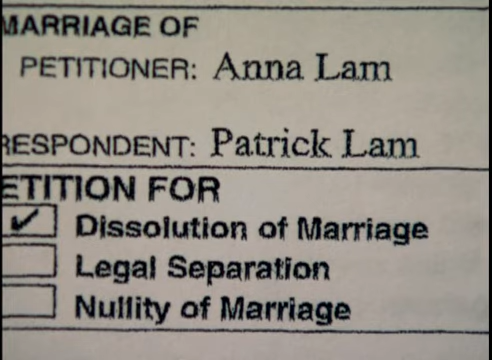 MARRIAGE OF
PETITIONER: Anna Lam
RESPONDENT: Patrick Lam
ETITION FOR
✔ Dissolution of Marriage
Legal Separation
Nullity of Marriage